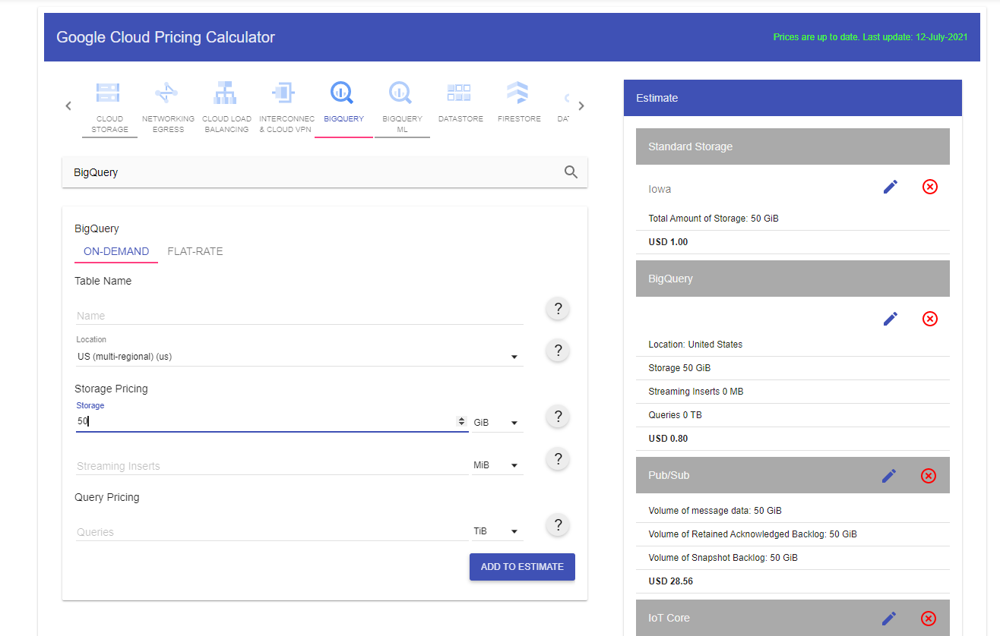 Google Cloud Pricing Calculator
Prices are up to date. Last update: 12-July-2021
CLOUD STORAGE
NETWORKING EGRESS
CLOUD LOAD BALANCING
INTERCONNEC & CLOUD VPN
BIGQUERY
BIGQUERY ML
DATASTORE
FIRESTORE
DAT
BigQuery
BigQuery
ON-DEMAND FLAT-RATE
Table Name
Name
?
Location
US (multi-regional) (us)
?
Storage Pricing
Storage
50 GiB
?
Streaming Inserts MiB
?
Query Pricing
Queries TiB
?
ADD TO ESTIMATE
Estimate
Standard Storage
Iowa
Total Amount of Storage: 50 GiB
USD 1.00
BigQuery
Location: United States
Storage 50 GiB
Streaming Inserts 0 MB
Queries 0 TB
USD 0.80
Pub/Sub
Volume of message data: 50 GiB
Volume of Retained Acknowledged Backlog: 50 GiB
Volume of Snapshot Backlog: 50 GiB
USD 28.56
IoT Core